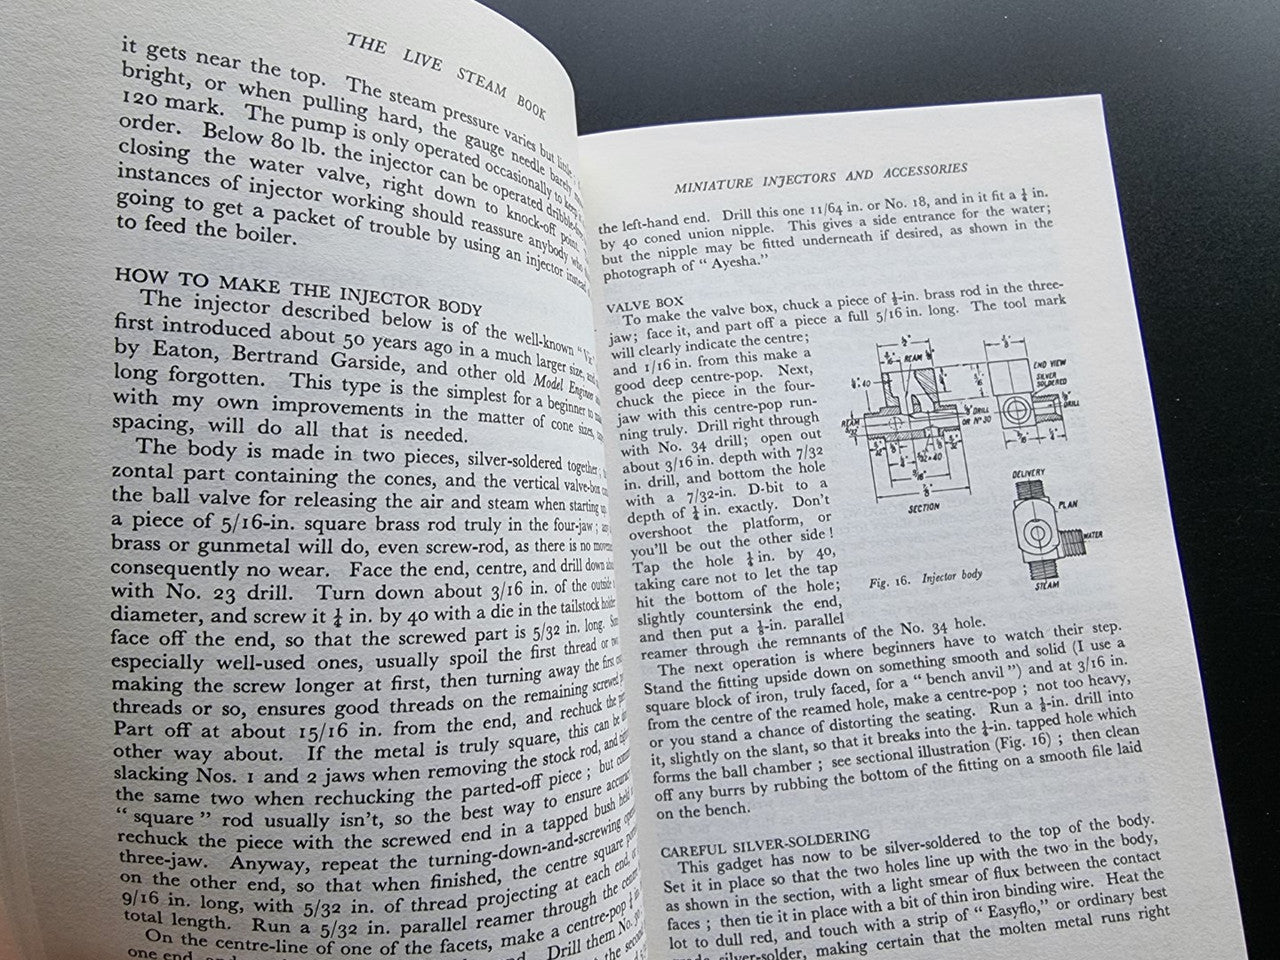 THE LIVE STEAM BOOK
it gets near the top. The steam pressure varies but little
bright, or when pulling hard, the gauge needle barely
120 mark. The pump is only operated occasionally to keep
order. Below 80 lb. the injector can be operated dribble-free
closing the water valve, right down to knock-off point.
instances of injector working should reassure anybody who
going to get a packet of trouble by using an injector instead
to feed the boiler.
HOW TO MAKE THE INJECTOR BODY
The injector described below is of the well-known "Vic"
first introduced about 50 years ago in a much larger size, and
by Eaton, Bertrand Garside, and other old Model Engineer
long forgotten. This type is the simplest for a beginner to
with my own improvements in the matter of cone sizes,
spacing, will do all that is needed.
The body is made in two pieces, silver-soldered together;
zontal part containing the cones, and the vertical valve-box
the ball valve for releasing the air and steam when starting up.
a piece of 5/16-in. square brass rod truly in the four-jaw; any
brass or gunmetal will do, even screw-rod, as there is no
consequently no wear. Face the end, centre, and drill down
with No. 23 drill. Turn down about 3/16 in. of the outside
diameter, and screw it ¼ in. by 40 with a die in the tailstock holder
face off the end, so that the screwed part is 5/32 in. long.
especially well-used ones, usually spoil the first thread or two
making the screw longer at first, then turning away the first
threads or so, ensures good threads on the remaining screwed
Part off at about 15/16 in. from the end, and rechuck the
other way about. If the metal is truly square, this can be
slacking Nos. 1 and 2 jaws when removing the stock rod, and
the same two when rechucking the parted-off piece; but
"square" rod usually isn't, so the best way to ensure accuracy
rechuck the piece with the screwed end in a tapped bush held
three-jaw. Anyway, repeat the turning-down-and-screwing
on the other end, so that when finished, the centre square
9/16 in. long, with 5/32 in. of thread projecting at each end,
total length. Run a 5/32 in. parallel reamer through the
On the centre-line of one of the facets, make a centre-pop
one end, Drill them No. 30,
MINIATURE INJECTORS AND ACCESSORIES
the left-hand end. Drill this one 11/64 in. or No. 18, and in it fit a ¼ in.
by 40 coned union nipple. This gives a side entrance for the water;
but the nipple may be fitted underneath if desired, as shown in the
photograph of "Ayesha."
VALVE BOX
To make the valve box, chuck a piece of ½-in. brass rod in the three-
jaw; face it, and part off a piece a full 5/16 in. long. The tool mark
will clearly indicate the centre;
and 1/16 in. from this make a
good deep centre-pop. Next,
chuck the piece in the four-
jaw with this centre-pop run-
ning truly. Drill right through
with No. 34 drill; open out
about 3/16 in. depth with 7/32
in. drill, and bottom the hole
with a 7/32-in. D-bit to a
depth of ¼ in. exactly. Don't
overshoot the platform, or
you'll be out the other side!
Tap the hole ¼ in. by 40,
taking care not to let the tap
hit the bottom of the hole;
slightly countersink the end,
and then put a ⅛-in. parallel
reamer through the remnants of the No. 34 hole.
REAM
END VIEW
SILVER
SOLDERED
DRILL
DRILL
OR Nº 30
REAM
SECTION
DELIVERY
PLAN
WATER
STEAM
Fig. 16. Injector body
The next operation is where beginners have to watch their step.
Stand the fitting upside down on something smooth and solid (I use a
square block of iron, truly faced, for a "bench anvil") and at 3/16 in.
from the centre of the reamed hole, make a centre-pop; not too heavy,
or you stand a chance of distorting the seating. Run a ⅛-in. drill into
it, slightly on the slant, so that it breaks into the ¼-in. tapped hole which
forms the ball chamber; see sectional illustration (Fig. 16); then clean
off any burrs by rubbing the bottom of the fitting on a smooth file laid
on the bench.
CAREFUL SILVER-SOLDERING
This gadget has now to be silver-soldered to the top of the body.
Set it in place so that the two holes line up with the two in the body,
as shown in the section, with a light smear of flux between the contact
faces; then tie it in place with a bit of thin iron binding wire. Heat the
lot to dull red, and touch with a strip of "Easyflo," or ordinary best
silver-solder, making certain that the molten metal runs right